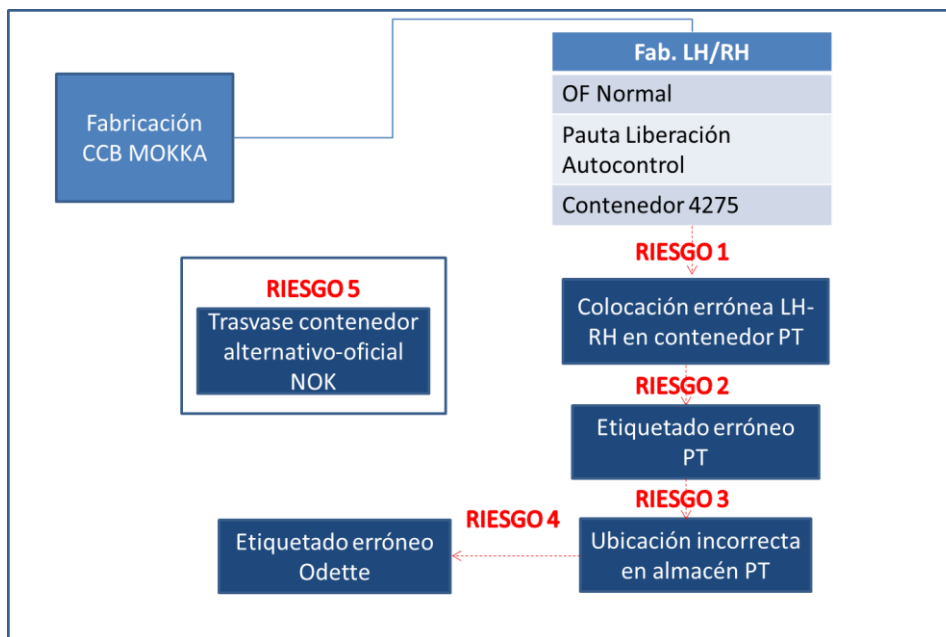 Fab. LH/RH
OF Normal
Pauta Liberación
Autocontrol
Contenedor 4275
Fabricación
CCB MOKKA
RIESGO 1
Colocación errónea LH-
RH en contenedor PT
RIESGO 5
Trasvase contenedor
alternativo-oficial
NOK
RIESGO 2
Etiquetado erróneo
PT
RIESGO 3
Ubicación incorrecta
en almacén PT
RIESGO 4
Etiquetado erróneo
Odette